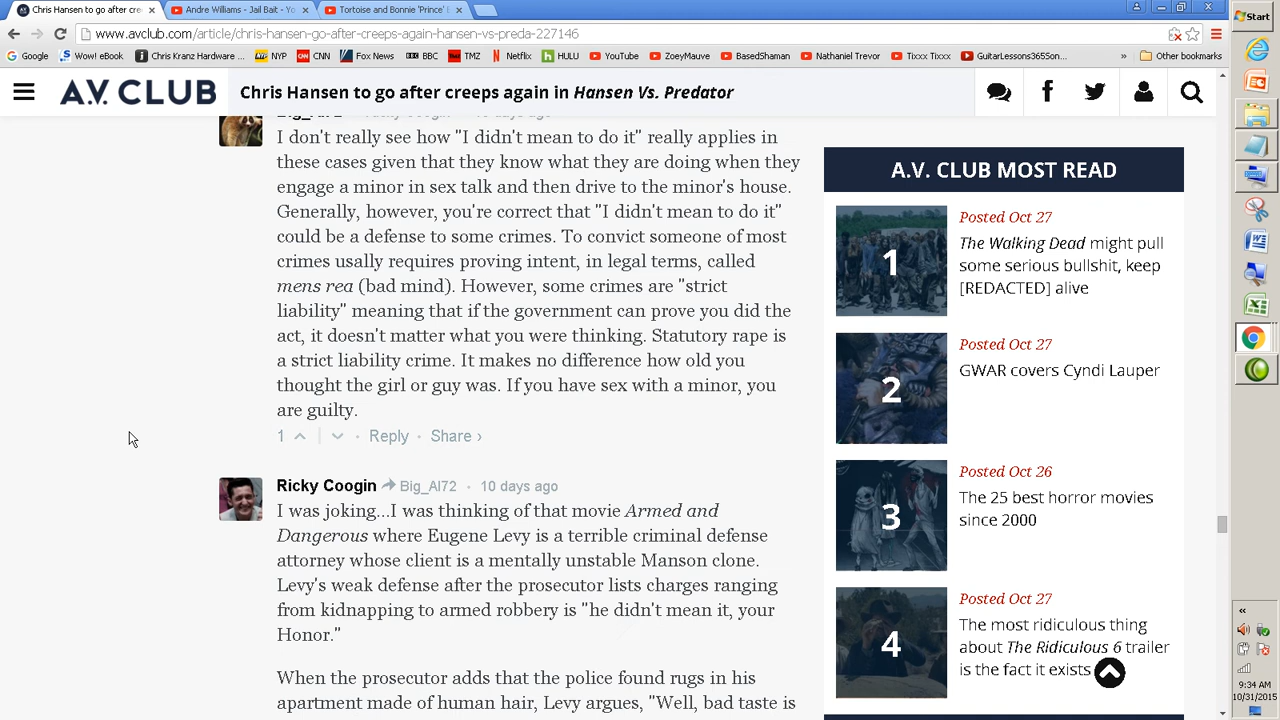 Chris Hansen to go after cre
Andre Williams - Jail Bait - Yo
Tortoise and Bonnie 'Prince' E
www.avclub.com/article/chris-hansen-go-after-creeps-again-hansen-vs-preda-227146
Google
Wow! eBook
Chris Kranz Hardware
NYP
CNN
Fox News
BBC
TMZ
Netflix
HULU
YouTube
ZoeyMauve
BasedShaman
Nathaniel Trevor
Tixxx Tixxx
GuitarLessons365Son...
»
Other bookmarks
A.V. CLUB
Chris Hansen to go after creeps again in Hansen Vs. Predator
I don't really see how "I didn't mean to do it" really applies in
these cases given that they know what they are doing when they
engage a minor in sex talk and then drive to the minor's house.
Generally, however, you're correct that "I didn't mean to do it"
could be a defense to some crimes. To convict someone of most
crimes usally requires proving intent, in legal terms, called
mens rea (bad mind). However, some crimes are "strict
liability" meaning that if the government can prove you did the
act, it doesn't matter what you were thinking. Statutory rape is
a strict liability crime. It makes no difference how old you
thought the girl or guy was. If you have sex with a minor, you
are guilty.
1 • Reply • Share ›
Ricky Coogin Big_Al72 • 10 days ago
I was joking...I was thinking of that movie Armed and
Dangerous where Eugene Levy is a terrible criminal defense
attorney whose client is a mentally unstable Manson clone.
Levy's weak defense after the prosecutor lists charges ranging
from kidnapping to armed robbery is "he didn't mean it, your
Honor."
When the prosecutor adds that the police found rugs in his
apartment made of human hair, Levy argues, "Well, bad taste is
A.V. CLUB MOST READ
1
Posted Oct 27
The Walking Dead might pull
some serious bullshit, keep
[REDACTED] alive
2
Posted Oct 27
GWAR covers Cyndi Lauper
3
Posted Oct 26
The 25 best horror movies
since 2000
4
Posted Oct 27
The most ridiculous thing
about The Ridiculous 6 trailer
is the fact it exists
Start
«
9:34 AM
10/31/2015